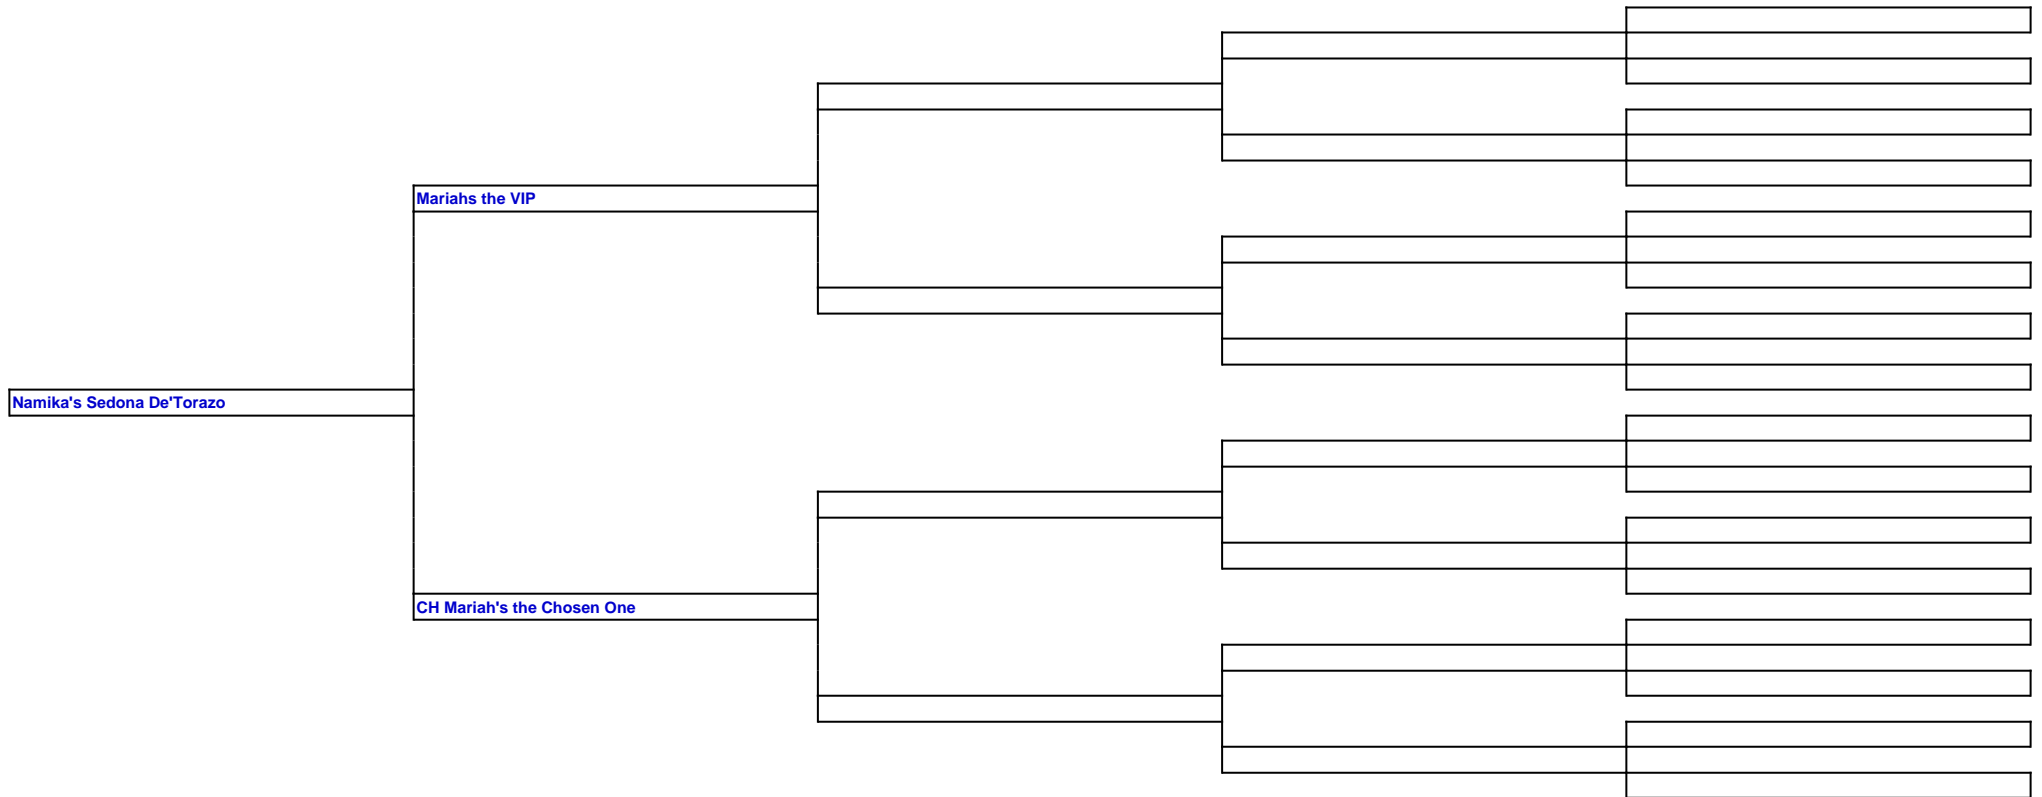 Mariahs the VIP
Namika's Sedona De'Torazo
CH Mariah's the Chosen One